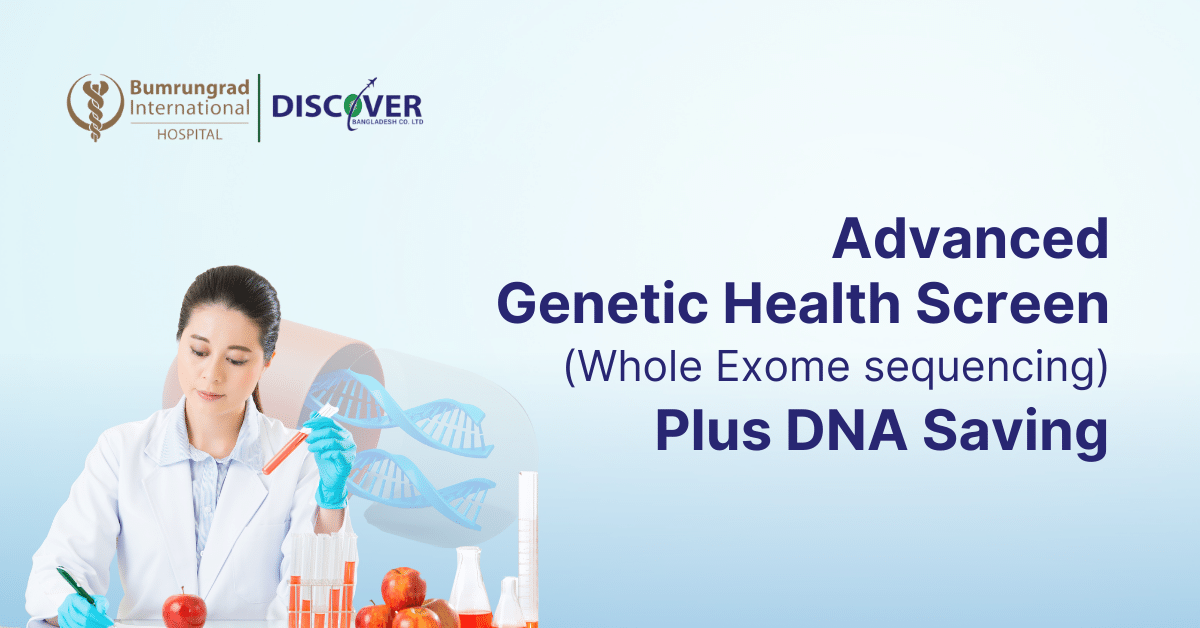 Bumrungrad
International
HOSPITAL
DISCOVER
BANGLADESH CO. LTD
Advanced
Genetic Health Screen
(Whole Exome sequencing)
Plus DNA Saving